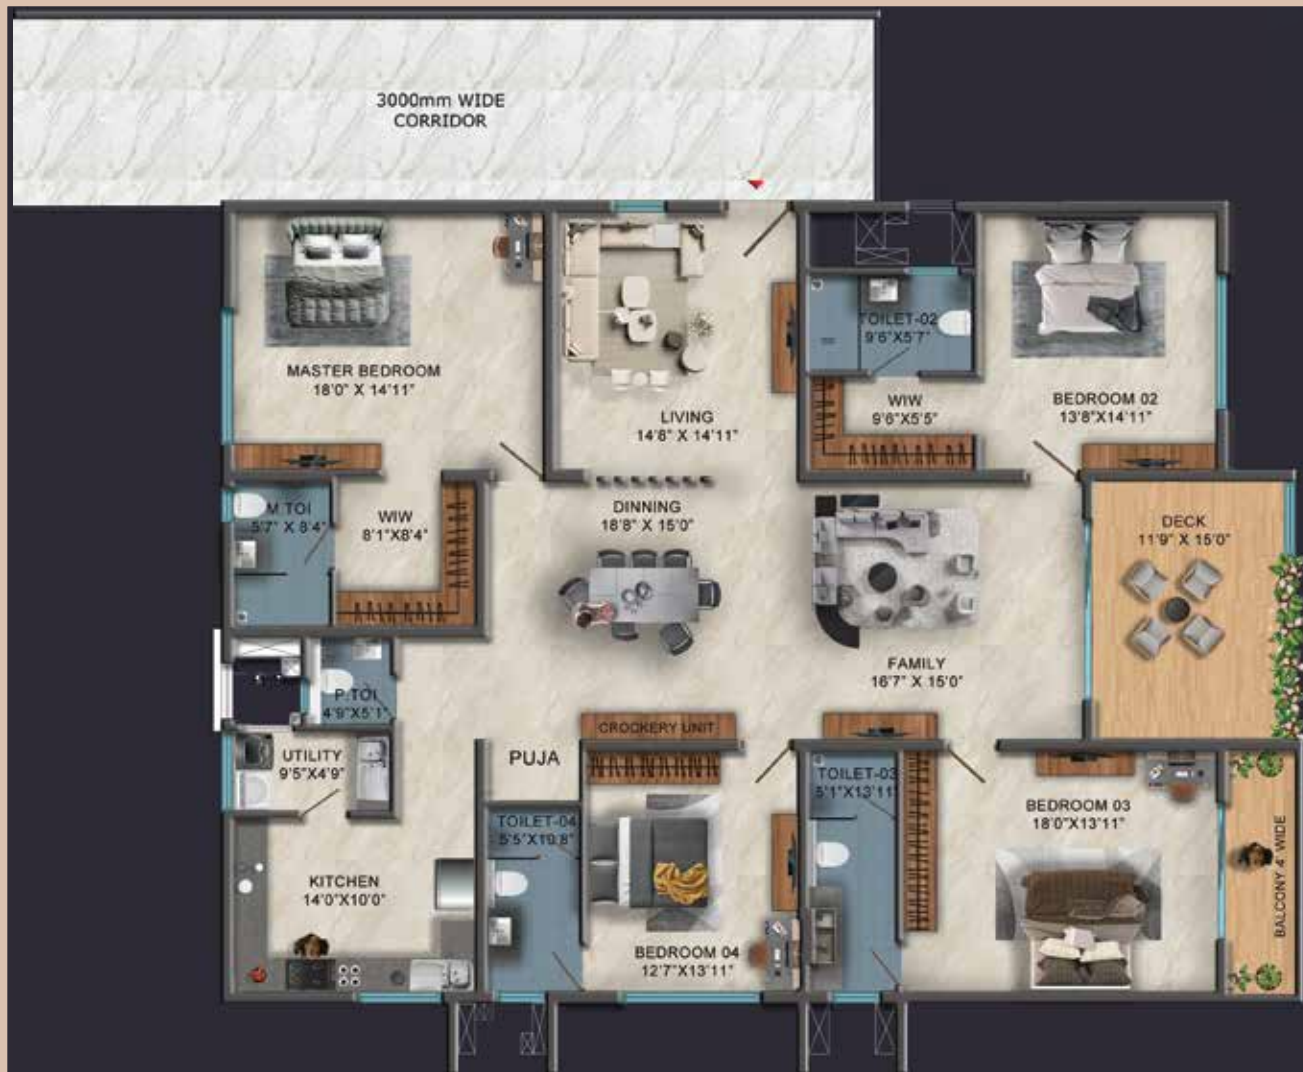 3000mm WIDE
CORRIDOR
MASTER BEDROOM
18'0" X 14'11"
LIVING
14'8" X 14'11"
TOILET-02
9'6"X5'7"
WIW
9'6"X5'5"
BEDROOM 02
13'8"X14'11"
M.TOI
5'7" X 8'4"
WIW
8'1"X8'4"
DINNING
18'8" X 15'0"
DECK
11'9" X 15'0"
FAMILY
16'7" X 15'0"
P.TOI
4'9"X5'1"
UTILITY
9'5"X4'9"
PUJA
CROCKERY UNIT
TOILET-03
5'1"X13'11"
BEDROOM 03
18'0"X13'11"
TOILET-04
5'5"X10'8"
KITCHEN
14'0"X10'0"
BEDROOM 04
12'7"X13'11"
BALCONY 4' WIDE